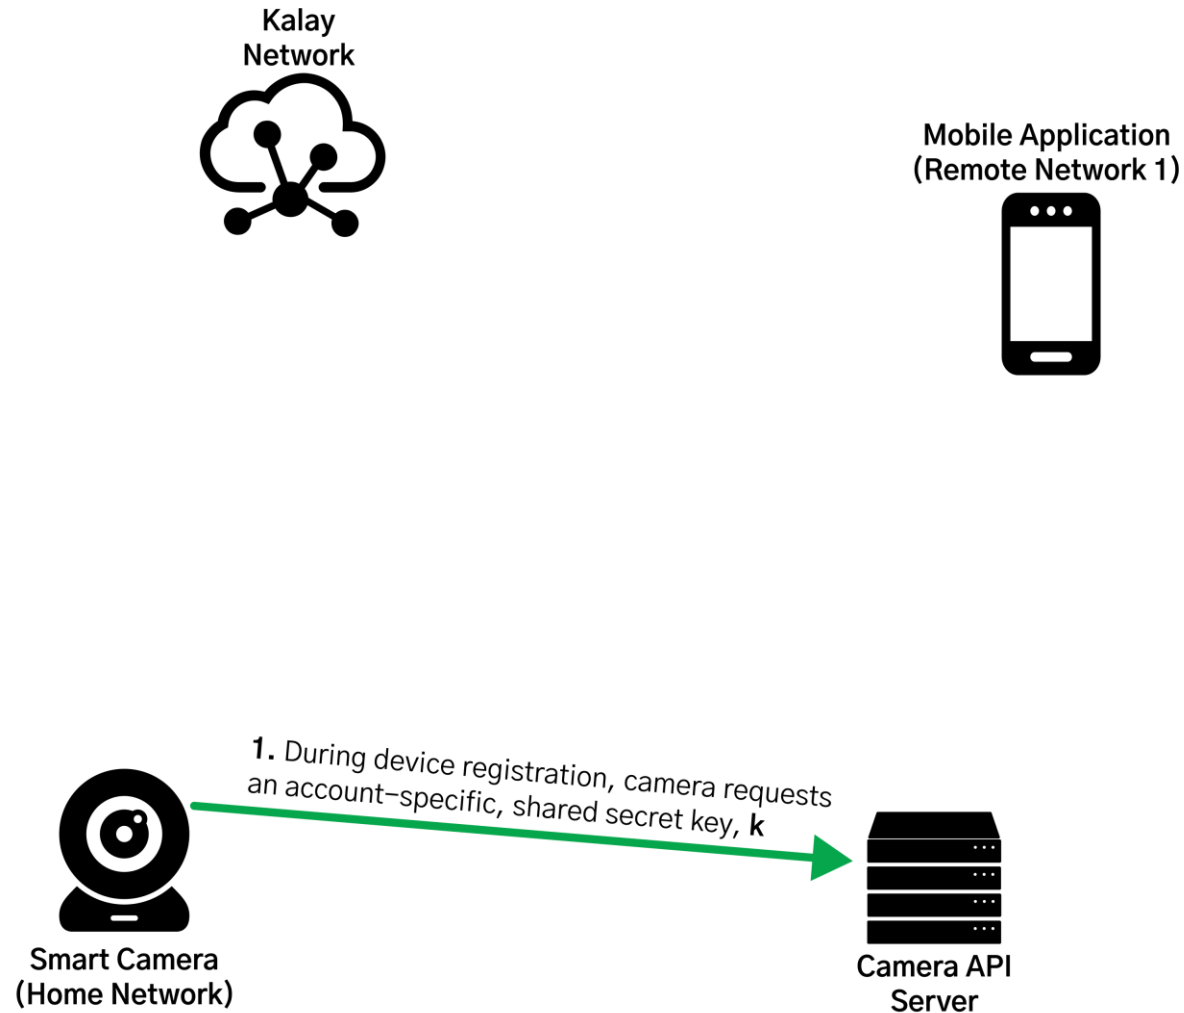 Kalay
Network
Mobile Application
(Remote Network 1)
1. During device registration, camera requests
an account-specific, shared secret key, k
Smart Camera
(Home Network)
Camera API
Server